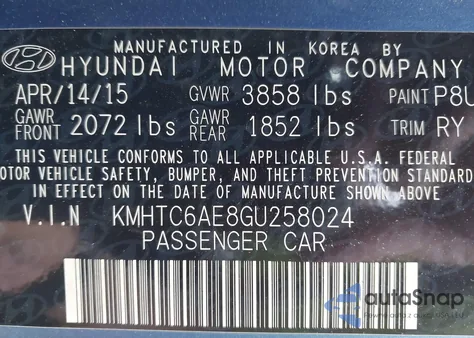 MANUFACTURED IN KOREA BY
HYUNDAI MOTOR COMPANY
APR/14/15 GVWR 3858 lbs PAINT P8U
GAWR FRONT 2072 lbs GAWR REAR 1852 lbs TRIM RY
THIS VEHICLE CONFORMS TO ALL APPLICABLE U.S.A. FEDERAL
MOTOR VEHICLE SAFETY, BUMPER, AND THEFT PREVENTION STANDARD
IN EFFECT ON THE DATE OF MANUFACTURE SHOWN ABOVE
V.I.N KMHTC6AE8GU258024
PASSENGER CAR
autoSnap